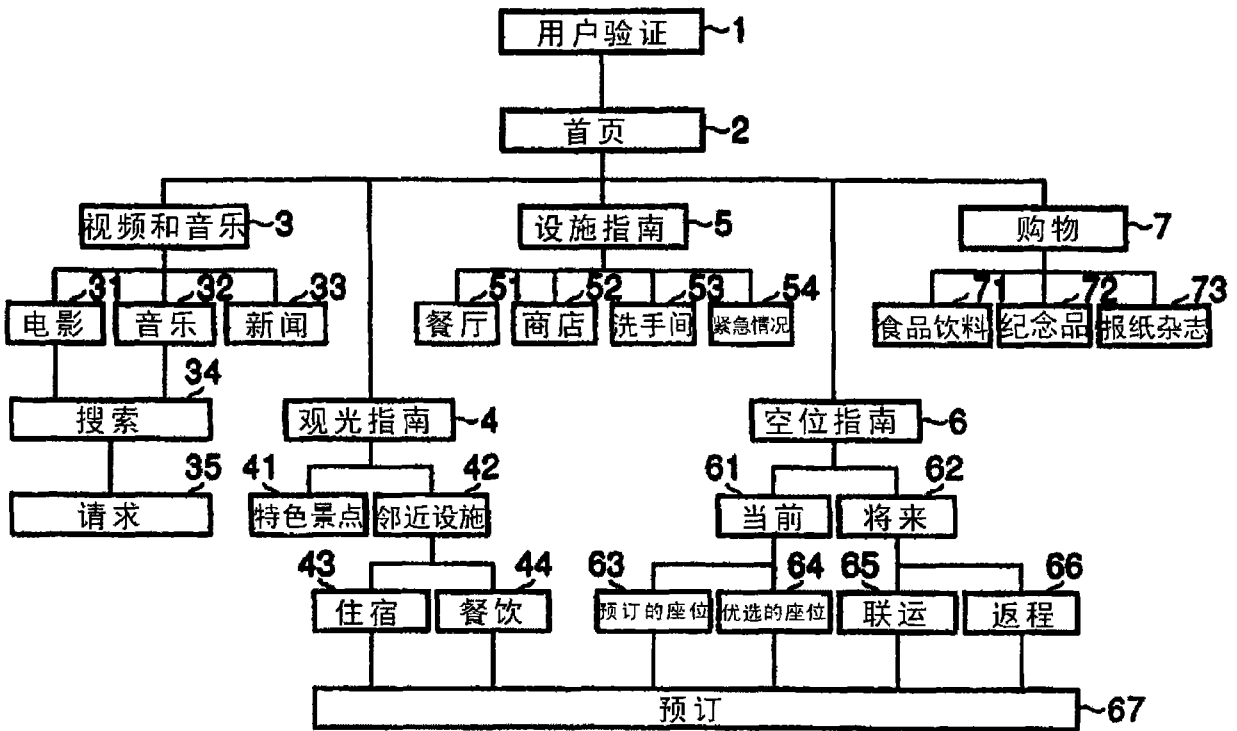 用户验证 1
首页 2
视频和音乐 3
设施指南 5
购物 7
31 32 33 51 52 53 54 71 72 73
电影 音乐 新闻 餐厅 商店 洗手间 紧急情况 食品饮料 纪念品 报纸杂志
34
搜索 观光指南 4 空位指南 6
35 41 42 61 62
请求 特色景点 邻近设施 当前 将来
43 44 63 64 65 66
住宿 餐饮 预订的座位 优选的座位 联运 返程
预订 67